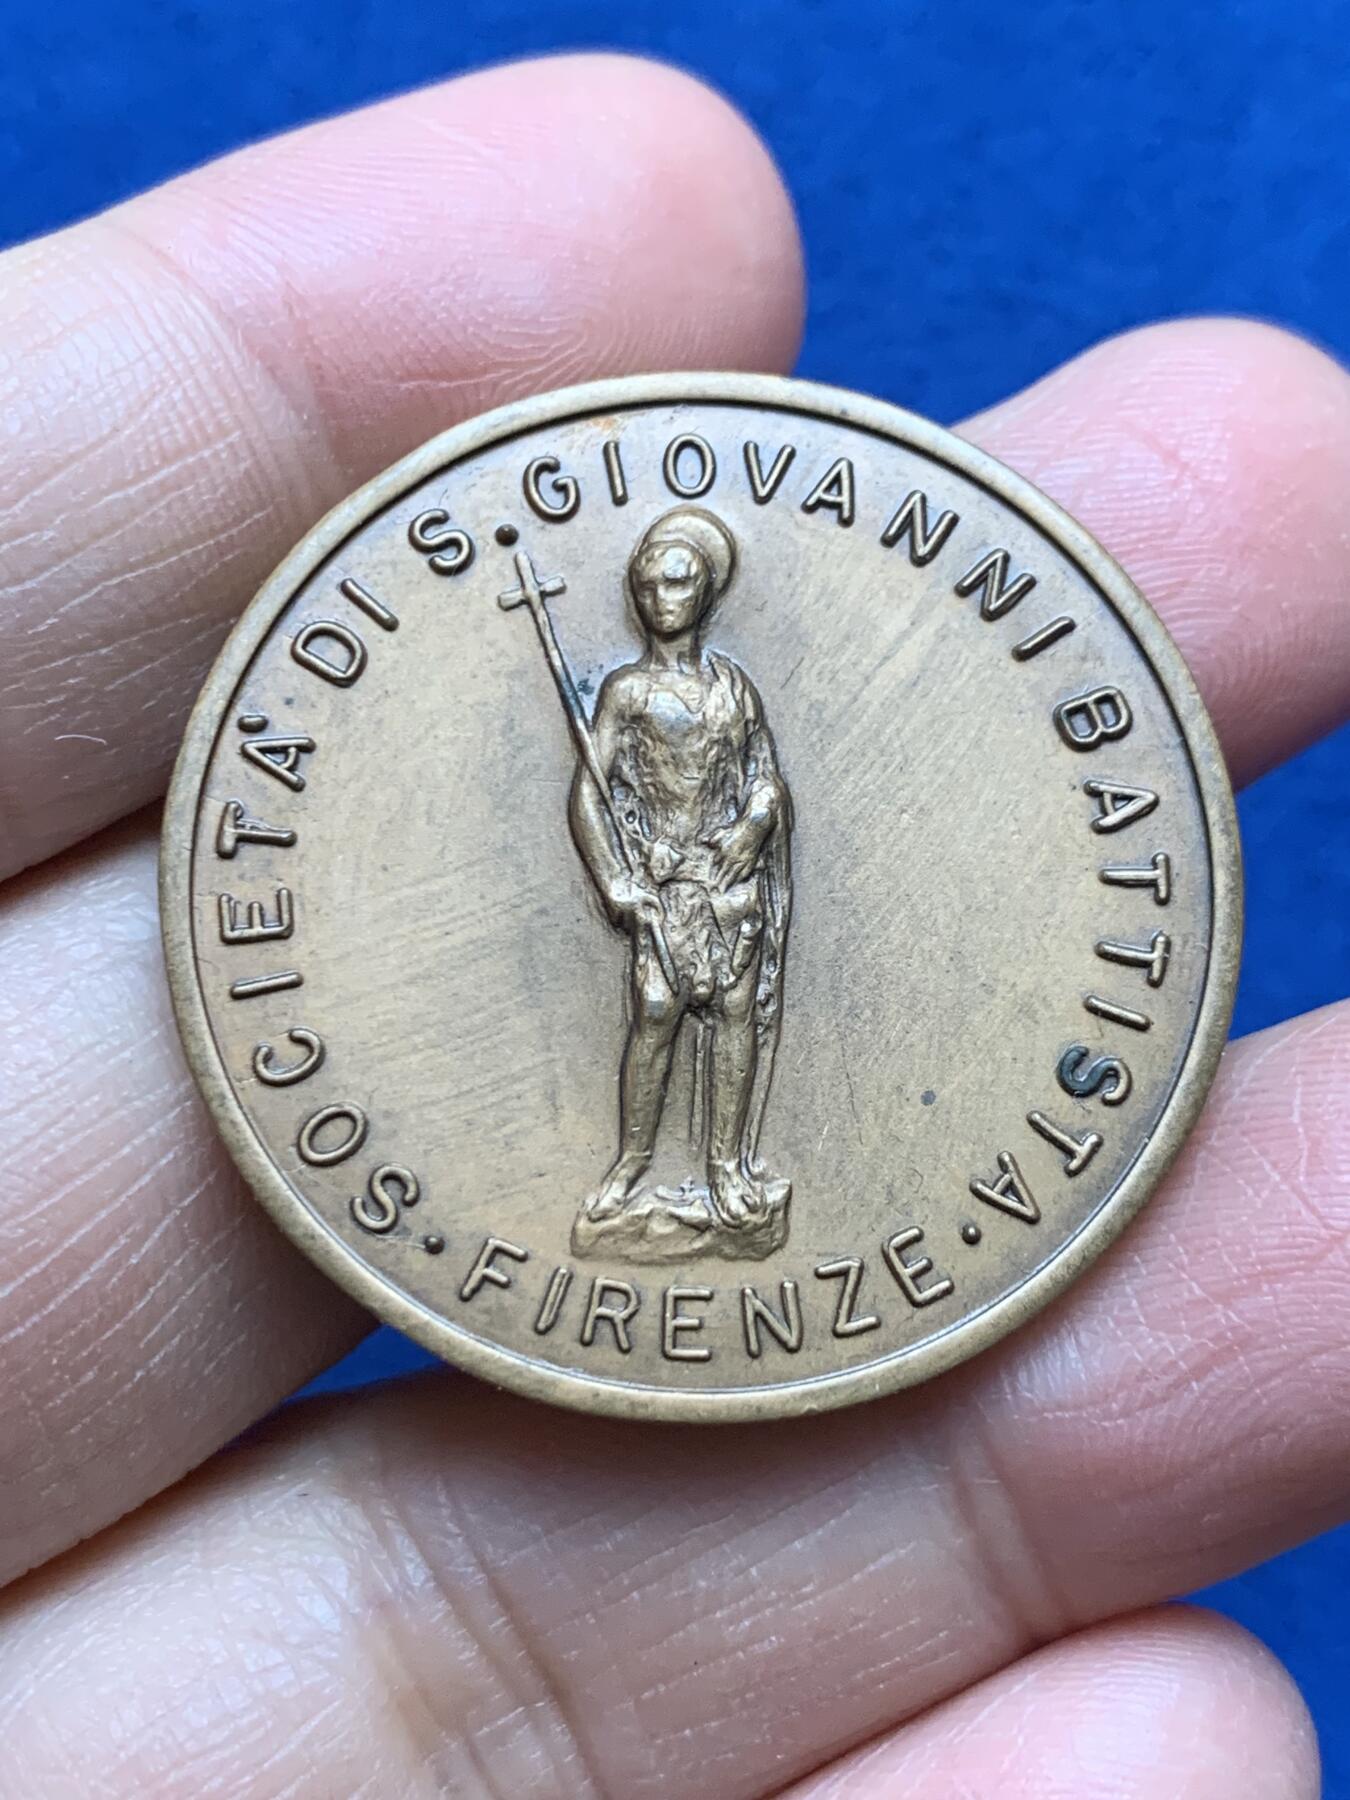 SOCIETA' DI S. GIOVANNI BATTISTA
· FIRENZE ·